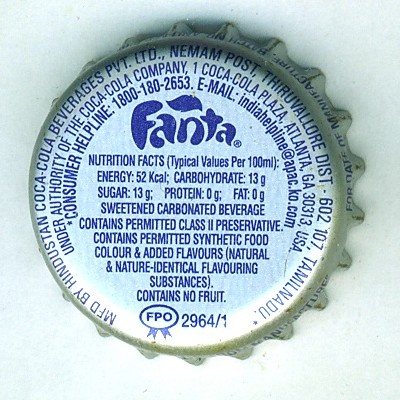 MFD BY HINDUSTAN COCA-COLA BEVERAGES PVT. LTD., NEMAM POST THIRUVALLORE DIST - 602 107, TAMILNADU.
UNDER AUTHORITY OF THE COCA-COLA COMPANY, 1 COCA-COLA PLAZA, ATLANTA, GA 30313 USA.
*CONSUMER HELPLINE 1800-180-2653. E-MAIL. indiahelpline@apac.ko.com
Fanta®
NUTRITION FACTS (Typical Values Per 100ml):
ENERGY: 52 Kcal; CARBOHYDRATE: 13 g
SUGAR: 13 g; PROTEIN: 0 g; FAT: 0 g
SWEETENED CARBONATED BEVERAGE
CONTAINS PERMITTED CLASS II PRESERVATIVE.
CONTAINS PERMITTED SYNTHETIC FOOD
COLOUR & ADDED FLAVOURS (NATURAL
& NATURE-IDENTICAL FLAVOURING
SUBSTANCES).
CONTAINS NO FRUIT.
FPO 2964/1
FOR DATE OF MANUFACTURE